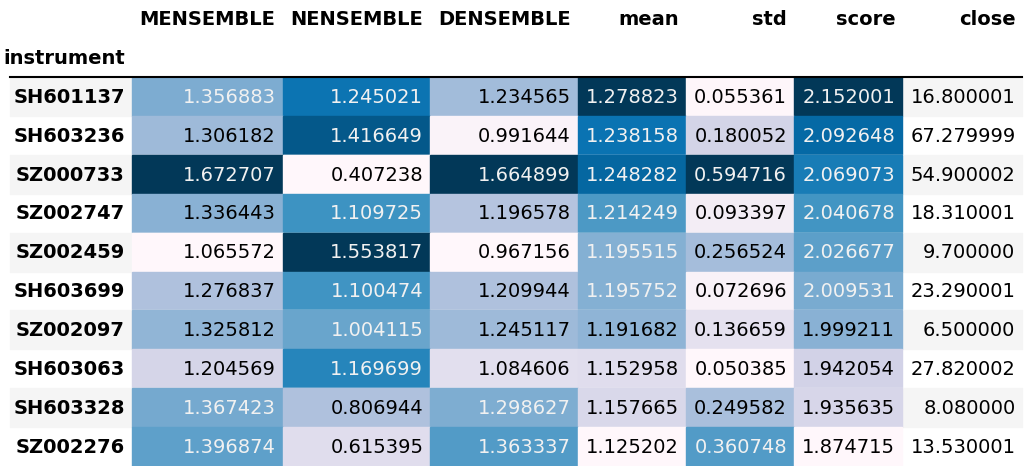 MENSEMBLE NENSEMBLE DENSEMBLE mean std score close
instrument
SH601137 1.356883 1.245021 1.234565 1.278823 0.055361 2.152001 16.800001
SH603236 1.306182 1.416649 0.991644 1.238158 0.180052 2.092648 67.279999
SZ000733 1.672707 0.407238 1.664899 1.248282 0.594716 2.069073 54.900002
SZ002747 1.336443 1.109725 1.196578 1.214249 0.093397 2.040678 18.310001
SZ002459 1.065572 1.553817 0.967156 1.195515 0.256524 2.026677 9.700000
SH603699 1.276837 1.100474 1.209944 1.195752 0.072696 2.009531 23.290001
SZ002097 1.325812 1.004115 1.245117 1.191682 0.136659 1.999211 6.500000
SH603063 1.204569 1.169699 1.084606 1.152958 0.050385 1.942054 27.820002
SH603328 1.367423 0.806944 1.298627 1.157665 0.249582 1.935635 8.080000
SZ002276 1.396874 0.615395 1.363337 1.125202 0.360748 1.874715 13.530001